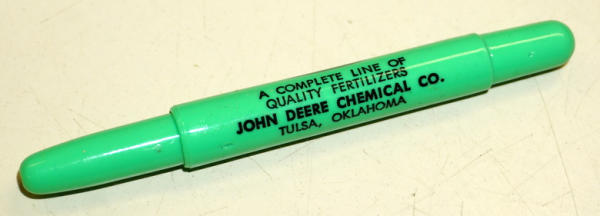 A COMPLETE LINE OF
QUALITY FERTILIZERS
JOHN DEERE CHEMICAL CO.
TULSA, OKLAHOMA